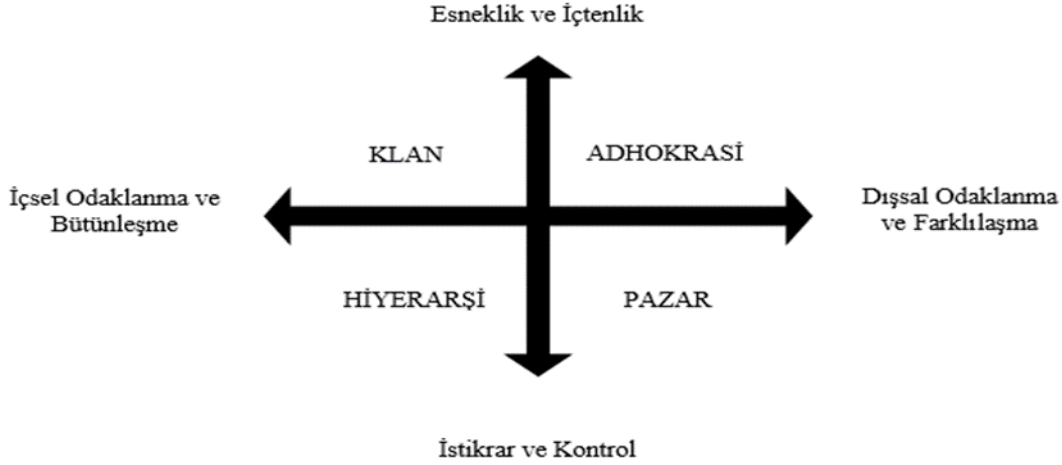 Esneklik ve İçtenlik
KLAN
ADHOKRASİ
İçsel Odaklanma ve
Bütünleşme
Dışsal Odaklanma
ve Farklılaşma
HİYERARŞİ
PAZAR
İstikrar ve Kontrol